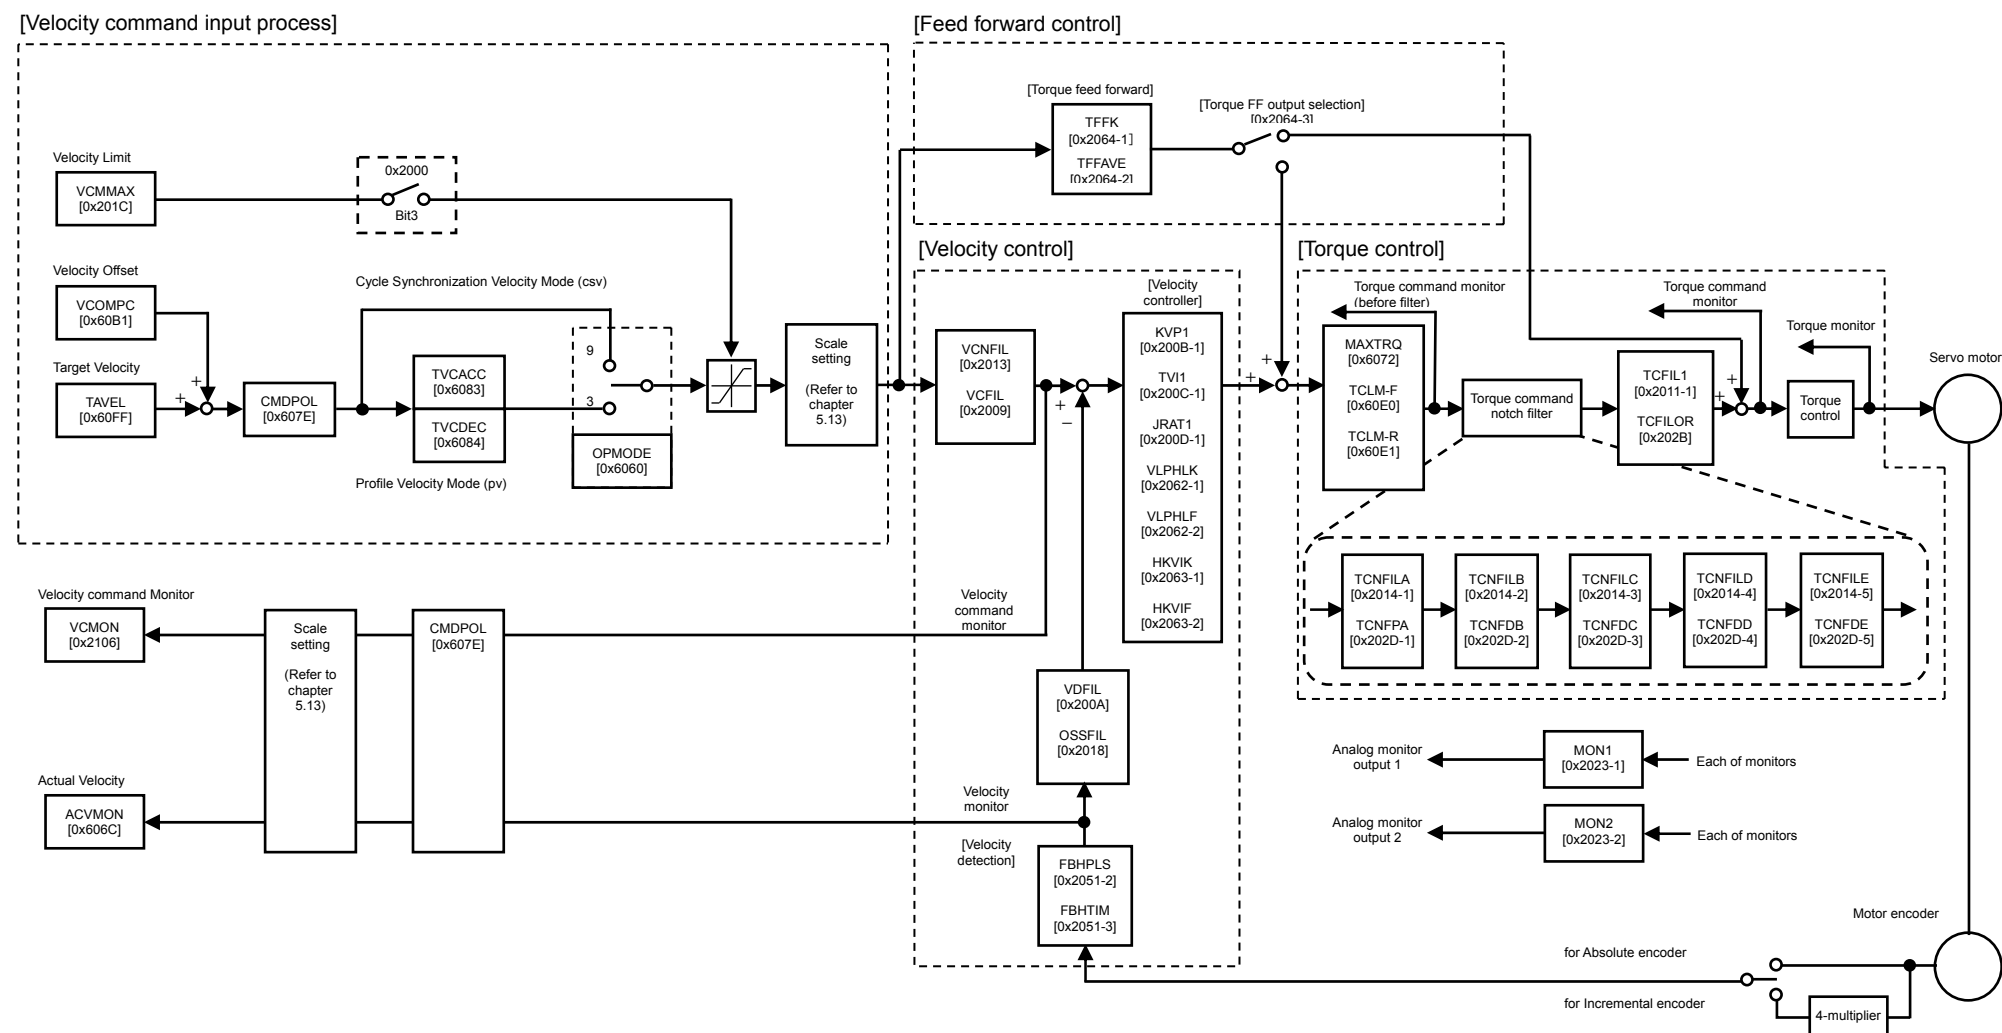 [Velocity command input process]
[Feed forward control]
[Torque feed forward]
TFFK
[0x2064-1]
TFFAVE
[0x2064-2]
[Torque FF output selection]
[0x2064-3]
Velocity Limit
VCMMAX
[0x201C]
0x2000
Bit3
Velocity Offset
VCOMPC
[0x60B1]
Target Velocity
TAVEL
[0x60FF]
+
+
CMDPOL
[0x607E]
Cycle Synchronization Velocity Mode (csv)
TVCACC
[0x6083]
TVCDEC
[0x6084]
Profile Velocity Mode (pv)
9
3
OPMODE
[0x6060]
Scale
setting
(Refer to
chapter
5.13)
[Velocity control]
VCNFIL
[0x2013]
VCFIL
[0x2009]
+
−
[Velocity
controller]
KVP1
[0x200B-1]
TVI1
[0x200C-1]
JRAT1
[0x200D-1]
VLPHLK
[0x2062-1]
VLPHLF
[0x2062-2]
HKVIK
[0x2063-1]
HKVIF
[0x2063-2]
+
+
[Torque control]
Torque command monitor
(before filter)
MAXTRQ
[0x6072]
TCLM-F
[0x60E0]
TCLM-R
[0x60E1]
Torque command
notch filter
Torque command
monitor
TCFIL1
[0x2011-1]
TCFILOR
[0x202B]
+
+
Torque monitor
Torque
control
Servo motor
TCNFILA
[0x2014-1]
TCNFPA
[0x202D-1]
TCNFILB
[0x2014-2]
TCNFDB
[0x202D-2]
TCNFILC
[0x2014-3]
TCNFDC
[0x202D-3]
TCNFILD
[0x2014-4]
TCNFDD
[0x202D-4]
TCNFILE
[0x2014-5]
TCNFDE
[0x202D-5]
Velocity command Monitor
VCMON
[0x2106]
Scale
setting
(Refer to
chapter
5.13)
CMDPOL
[0x607E]
Velocity
command
monitor
VDFIL
[0x200A]
OSSFIL
[0x2018]
Actual Velocity
ACVMON
[0x606C]
Velocity
monitor
[Velocity
detection]
FBHPLS
[0x2051-2]
FBHTIM
[0x2051-3]
Analog monitor
output 1
MON1
[0x2023-1]
Each of monitors
Analog monitor
output 2
MON2
[0x2023-2]
Each of monitors
Motor encoder
for Absolute encoder
for Incremental encoder
4-multiplier